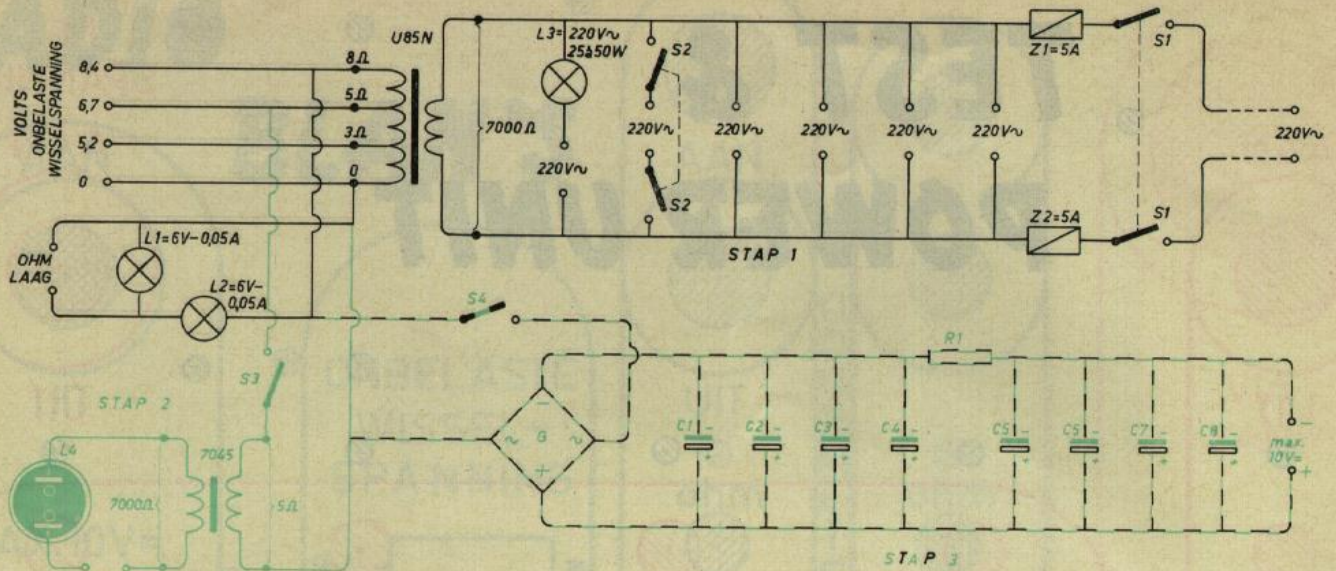 U85N
L3= 220V~
25à50W
S2
Z1=5A
S1
VOLTS
ONBELASTE
WISSELSPANNING
8,4
6,7
5,2
0
8Ω
5Ω
3Ω
0
7000Ω
220V~
220V~
220V~
220V~
220V~
220V~
220V~
S2
Z2=5A
S1
STAP 1
OHM
LAAG
L1=6V-0,05A
L2=6V-
0,05A
S4
S3
STAP 2
R1
L4
7000Ω
7045
5Ω
G
~
~
-
+
C1
C2
C3
C4
C5
C6
C7
C8
-
max.
10V=
+
STAP 3
TEST &
POWER UNIT